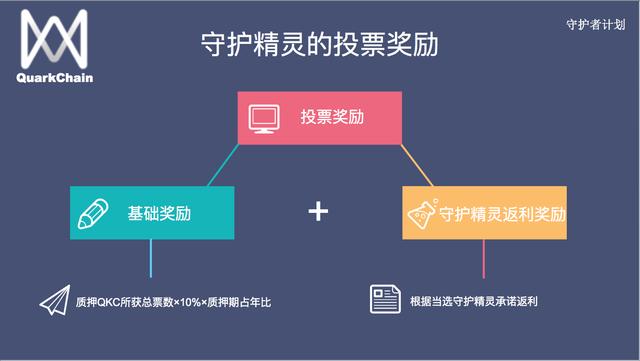 守护者计划
QuarkChain
守护精灵的投票奖励
投票奖励
基础奖励
+
守护精灵返利奖励
质押QKC所获总票数×10%×质押期占年比
根据当选守护精灵承诺返利